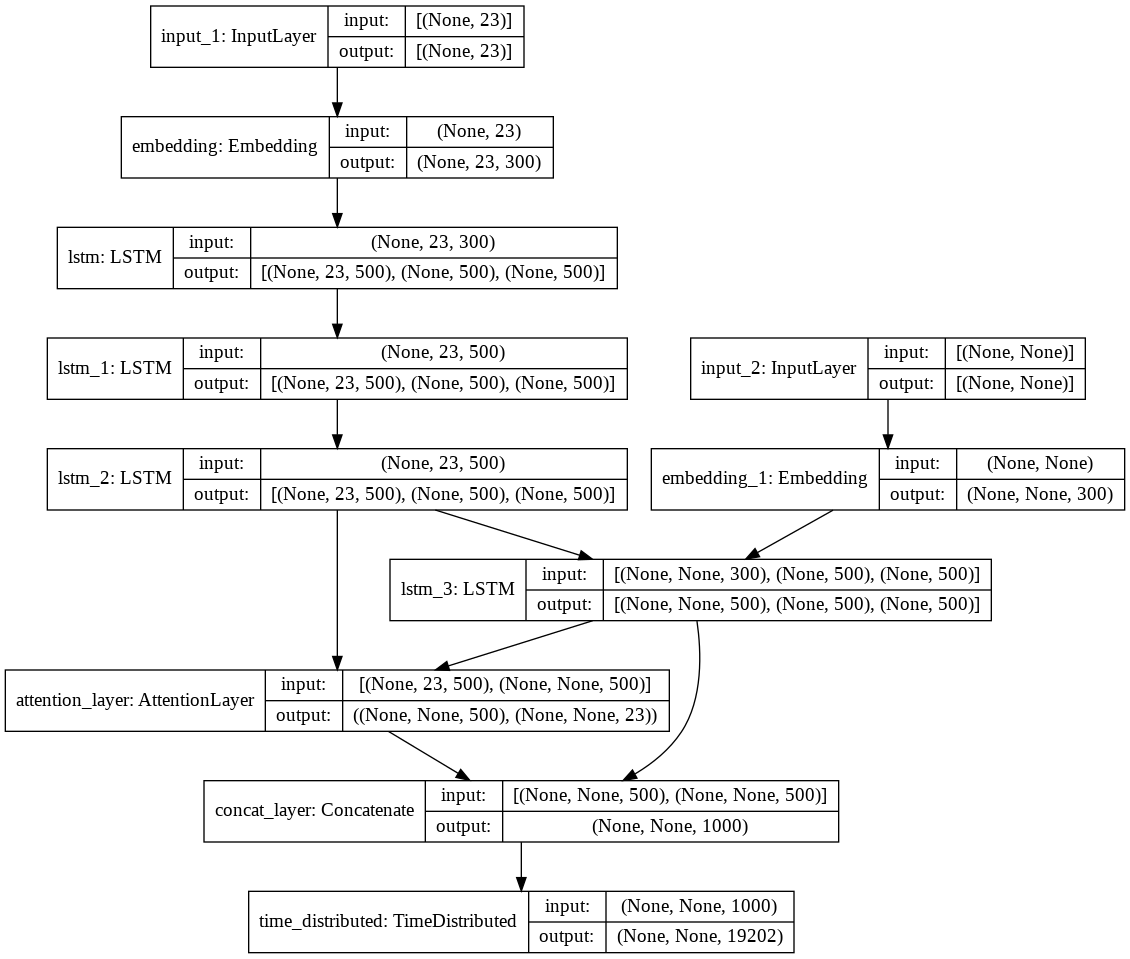 input_1: InputLayer
input: [(None, 23)]
output: [(None, 23)]
embedding: Embedding
input: (None, 23)
output: (None, 23, 300)
lstm: LSTM
input: (None, 23, 300)
output: [(None, 23, 500), (None, 500), (None, 500)]
lstm_1: LSTM
input: (None, 23, 500)
output: [(None, 23, 500), (None, 500), (None, 500)]
input_2: InputLayer
input: [(None, None)]
output: [(None, None)]
lstm_2: LSTM
input: (None, 23, 500)
output: [(None, 23, 500), (None, 500), (None, 500)]
embedding_1: Embedding
input: (None, None)
output: (None, None, 300)
lstm_3: LSTM
input: [(None, None, 300), (None, 500), (None, 500)]
output: [(None, None, 500), (None, 500), (None, 500)]
attention_layer: AttentionLayer
input: [(None, 23, 500), (None, None, 500)]
output: ((None, None, 500), (None, None, 23))
concat_layer: Concatenate
input: [(None, None, 500), (None, None, 500)]
output: (None, None, 1000)
time_distributed: TimeDistributed
input: (None, None, 1000)
output: (None, None, 19202)